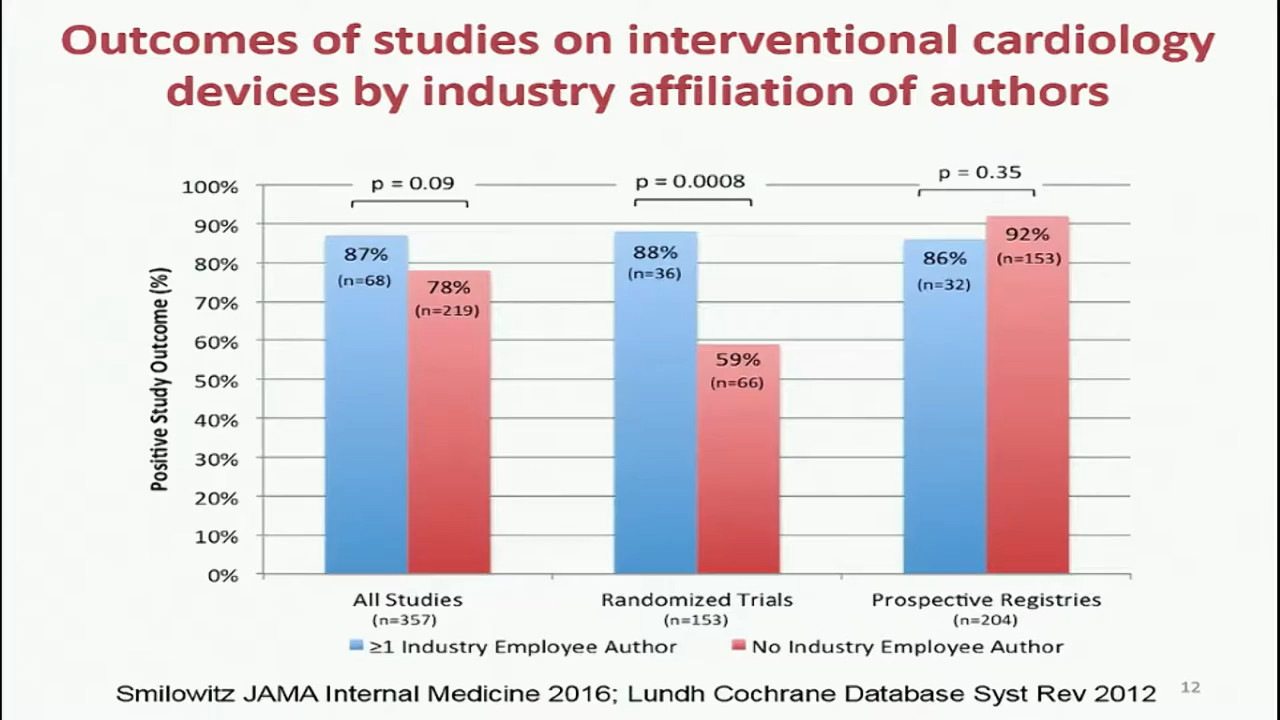 Outcomes of studies on interventional cardiology
devices by industry affiliation of authors
p = 0.09
p = 0.0008
p = 0.35
100%
90%
80%
70%
60%
50%
40%
30%
20%
10%
0%
Positive Study Outcome (%)
87%
(n=68)
78%
(n=219)
88%
(n=36)
59%
(n=66)
86%
(n=32)
92%
(n=153)
All Studies
(n=357)
Randomized Trials
(n=153)
Prospective Registries
(n=204)
≥1 Industry Employee Author
No Industry Employee Author
Smilowitz JAMA Internal Medicine 2016; Lundh Cochrane Database Syst Rev 2012
12